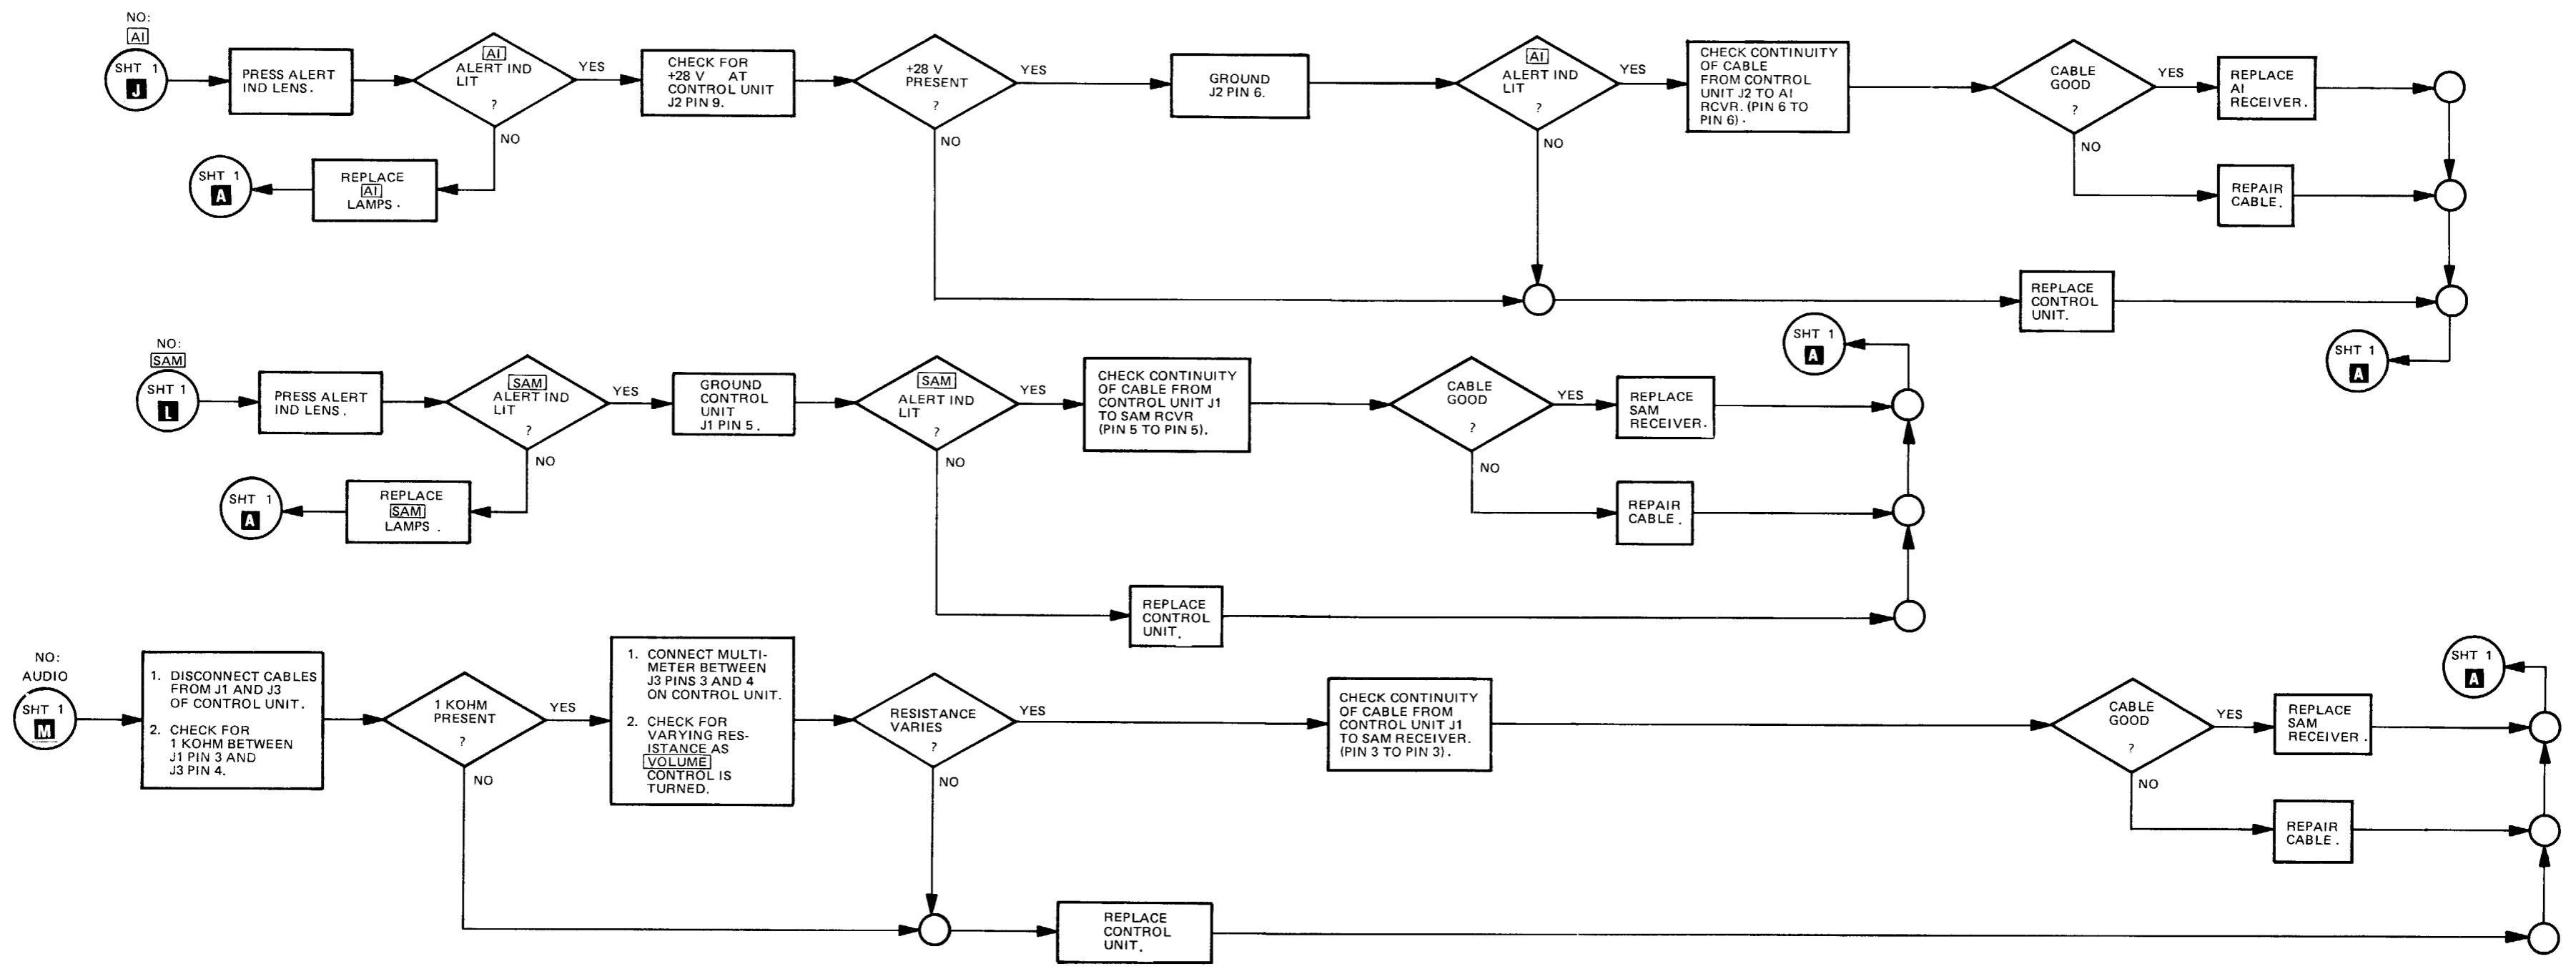 NO:
AI
SHT 1
J
PRESS ALERT
IND LENS.
AI
ALERT IND
LIT
?
YES
NO
REPLACE
AI
LAMPS.
SHT 1
A
CHECK FOR
+28 V AT
CONTROL UNIT
J2 PIN 9.
+28 V
PRESENT
?
YES
NO
GROUND
J2 PIN 6.
AI
ALERT IND
LIT
?
YES
NO
CHECK CONTINUITY
OF CABLE
FROM CONTROL
UNIT J2 TO AI
RCVR. (PIN 6 TO
PIN 6).
CABLE
GOOD
?
YES
NO
REPLACE
AI
RECEIVER.
REPAIR
CABLE.
REPLACE
CONTROL
UNIT.
SHT 1
A
NO:
SAM
SHT 1
L
PRESS ALERT
IND LENS.
SAM
ALERT IND
LIT
?
YES
NO
REPLACE
SAM
LAMPS.
SHT 1
A
GROUND
CONTROL
UNIT
J1 PIN 5.
SAM
ALERT IND
LIT
?
YES
NO
CHECK CONTINUITY
OF CABLE FROM
CONTROL UNIT J1
TO SAM RCVR
(PIN 5 TO PIN 5).
CABLE
GOOD
?
YES
NO
REPLACE
SAM
RECEIVER.
REPAIR
CABLE.
REPLACE
CONTROL
UNIT.
SHT 1
A
NO:
AUDIO
SHT 1
M
1. DISCONNECT CABLES
FROM J1 AND J3
OF CONTROL UNIT.
2. CHECK FOR
1 KOHM BETWEEN
J1 PIN 3 AND
J3 PIN 4.
1 KOHM
PRESENT
?
YES
NO
1. CONNECT MULTI-
METER BETWEEN
J3 PINS 3 AND 4
ON CONTROL UNIT.
2. CHECK FOR
VARYING RES-
ISTANCE AS
VOLUME
CONTROL IS
TURNED.
RESISTANCE
VARIES
?
YES
NO
CHECK CONTINUITY
OF CABLE FROM
CONTROL UNIT J1
TO SAM RECEIVER.
(PIN 3 TO PIN 3).
CABLE
GOOD
?
YES
NO
REPLACE
SAM
RECEIVER.
REPAIR
CABLE.
REPLACE
CONTROL
UNIT.
SHT 1
A